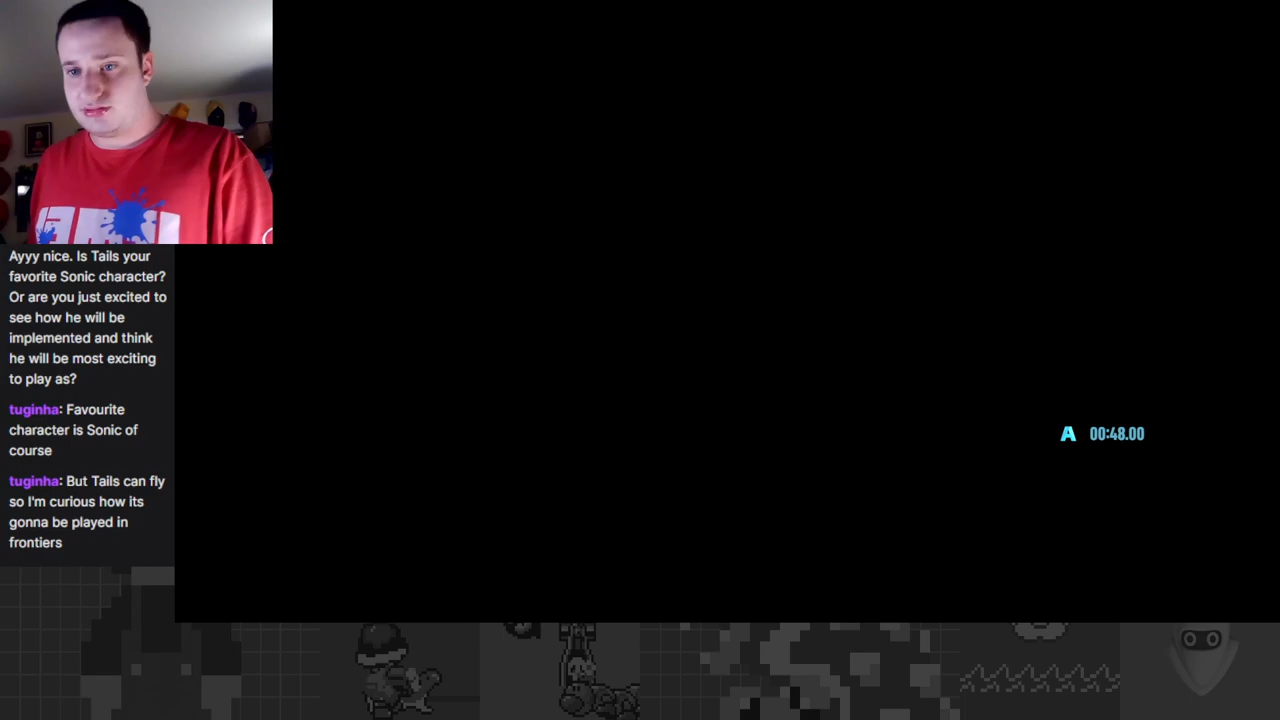 Ayyy nice. Is Tails your
favorite Sonic character?
Or are you just excited to
see how he will be
implemented and think
he will be most exciting
to play as?
tuginha: Favourite
character is Sonic of
course
tuginha: But Tails can fly
so I'm curious how its
gonna be played in
frontiers
A 00:48.00